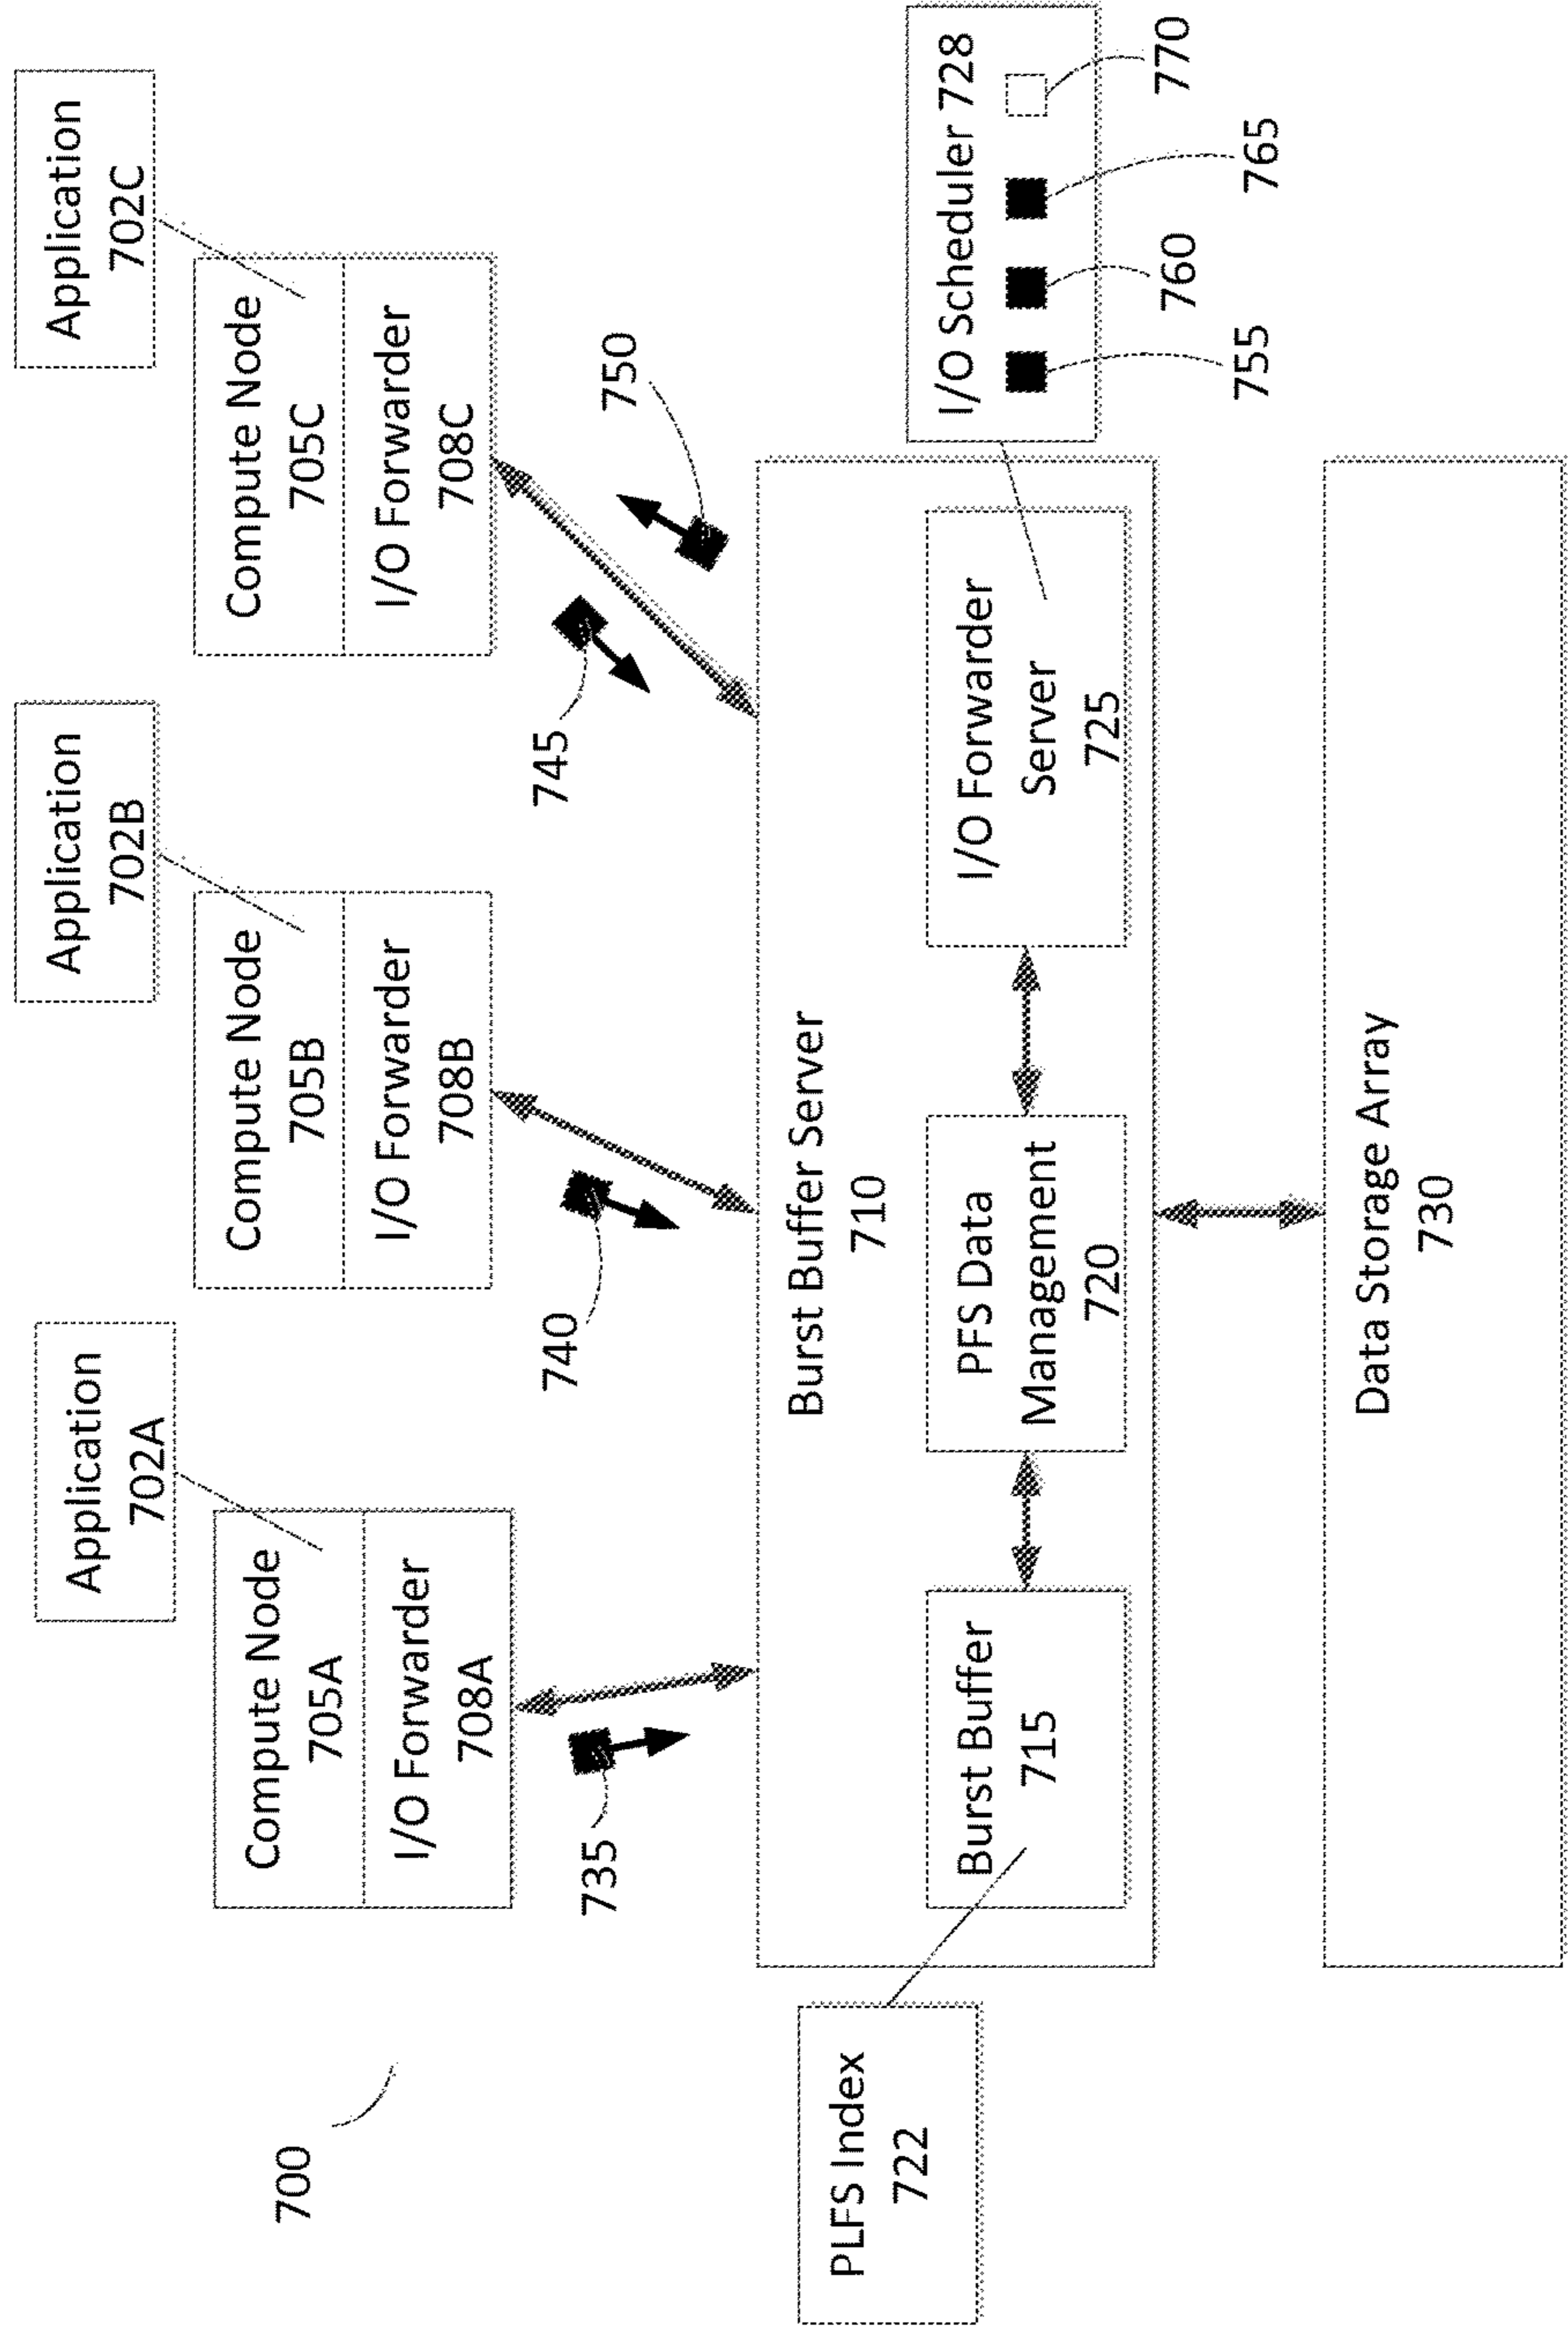 700
Application
702A
Application
702B
Application
702C
Compute Node
705A
I/O Forwarder
708A
Compute Node
705B
I/O Forwarder
708B
Compute Node
705C
I/O Forwarder
708C
735
740
745
750
PLFS Index
722
Burst Buffer Server
710
Burst Buffer
715
PFS Data
Management
720
I/O Forwarder
Server
725
I/O Scheduler 728
755
760
765
770
Data Storage Array
730